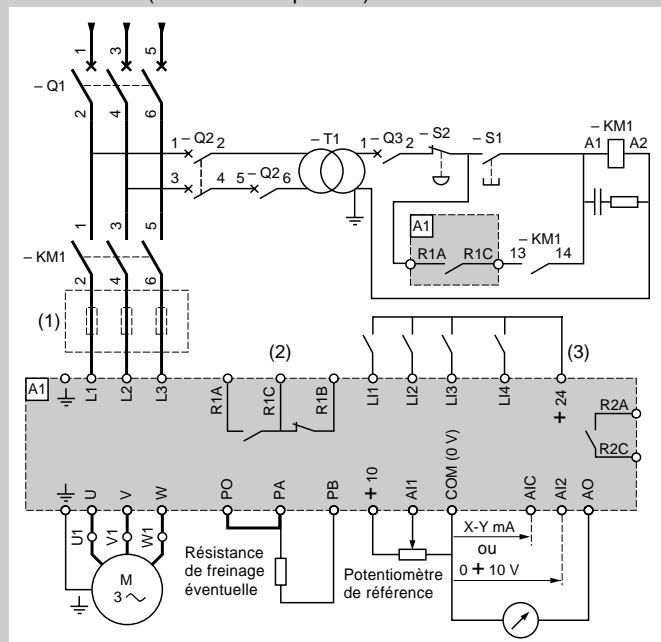 1 3 5
– Q1
2 4 6
1 – Q2 2
– T1
1 – Q3 2
– S2
– S1
– KM1
A1 A2
3 4 5 – Q2 6
A1
R1A R1C
13 – KM1 14
1 3 5
– KM1
2 4 6
(1)
(2)
(3)
A1
L1
L2
L3
R1A
R1C
R1B
LI1
LI2
LI3
LI4
+ 24
R2A
R2C
U
V
W
PO
PA
PB
+ 10
AI1
COM (0 V)
AIC
AI2
AO
U1
V1
W1
M
3
Résistance
de freinage
éventuelle
Potentiomètre
de référence
X-Y mA
ou
0 + 10 V